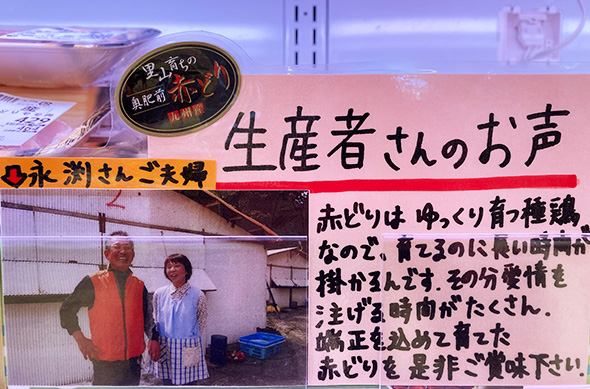 里山育ちの
奥肥前
赤どり
九州産
生産者さんのお声
永渕さんご夫婦
赤どりは ゆっくり育つ種鶏
なので、育てるのに長い時間が
掛かるんです。その分愛情を
注げる時間がたくさん。
端正を込めて育てた
赤どりを是非ご賞味下さい。